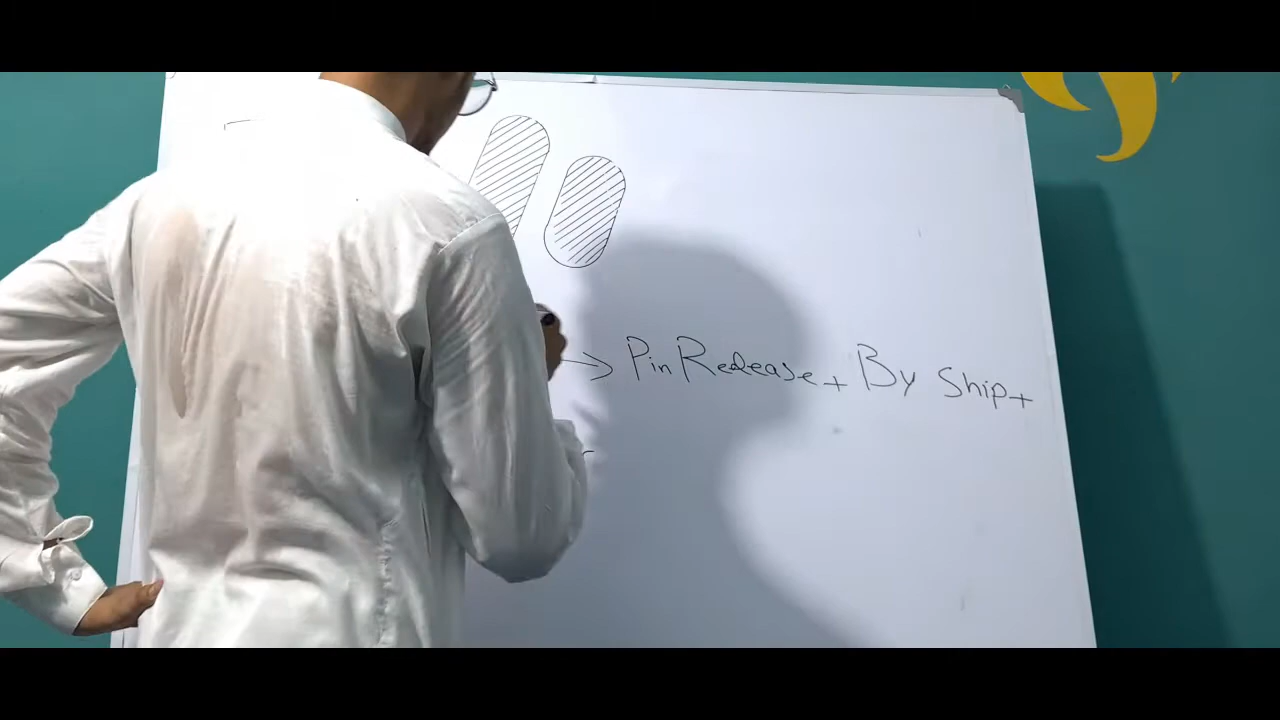 → Pin Release + By Ship +